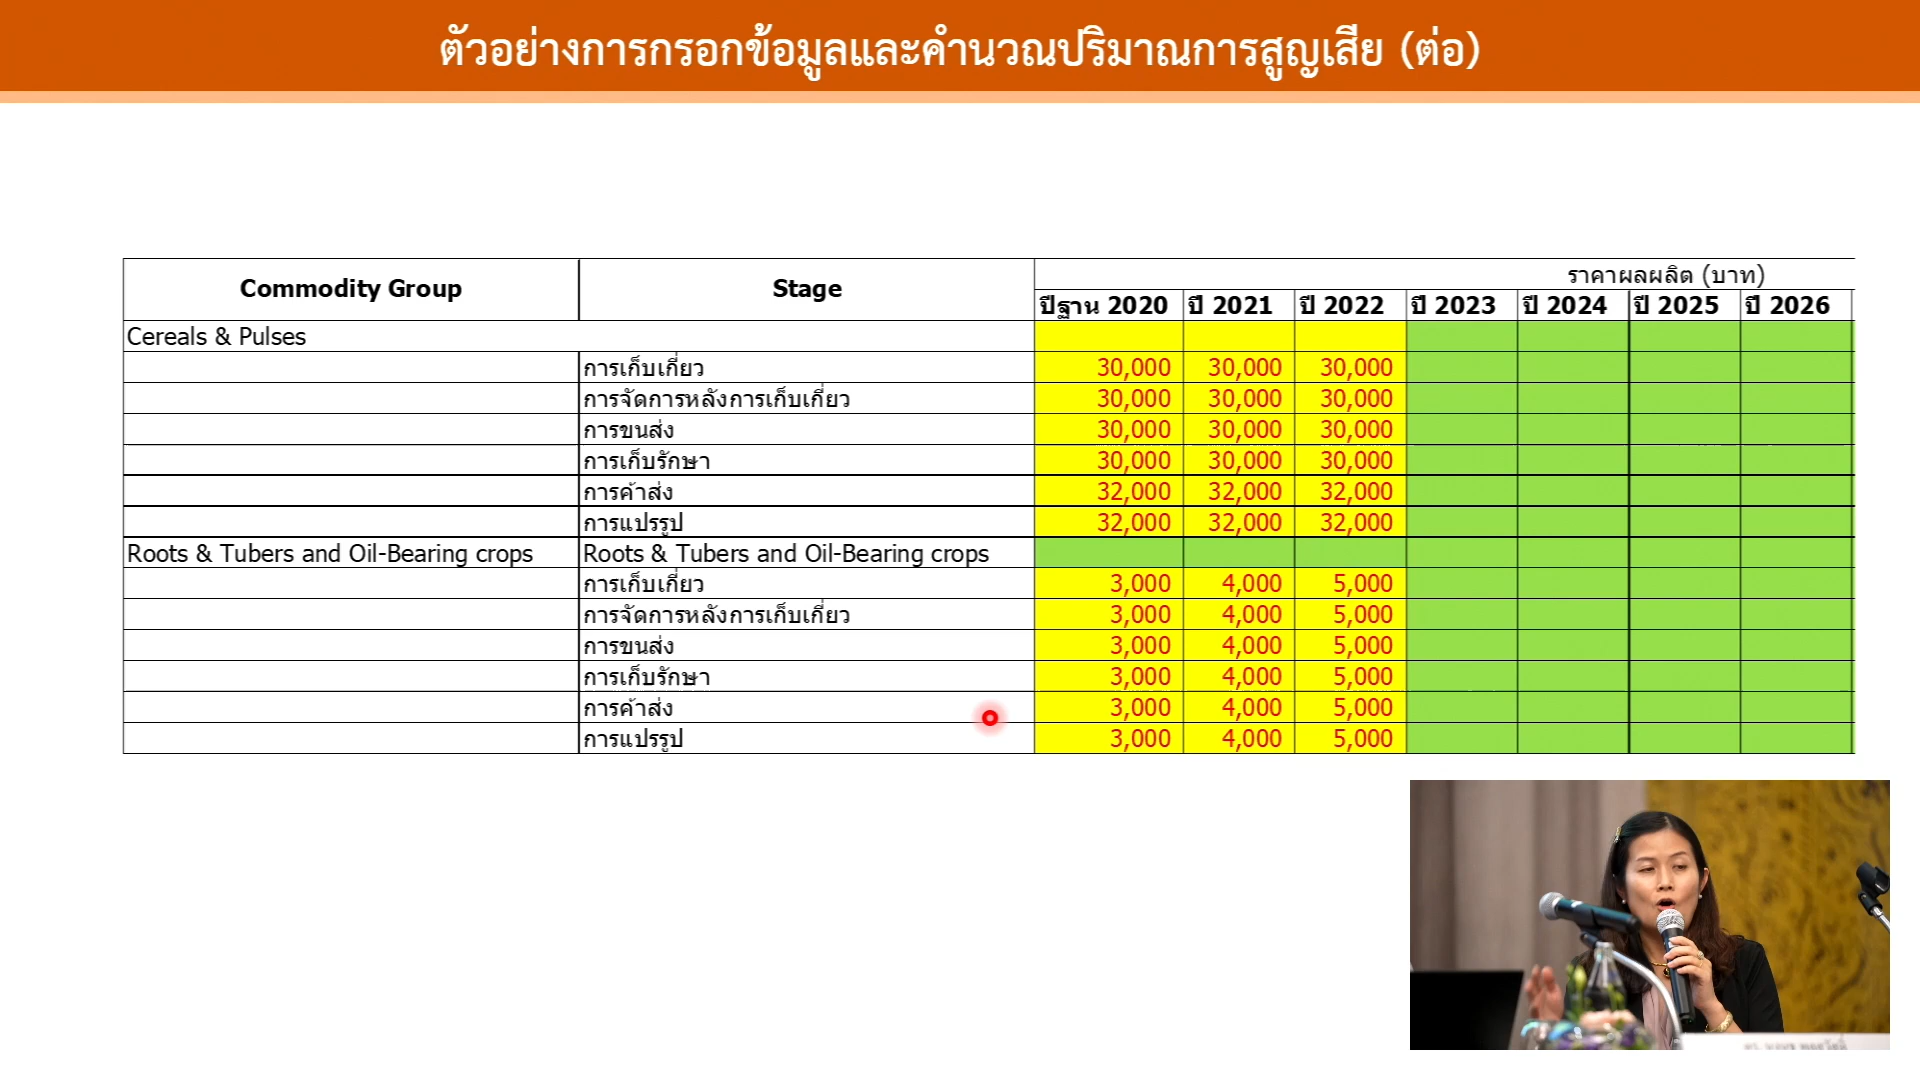 ตัวอย่างการกรอกข้อมูลและคำนวณปริมาณการสูญเสีย (ต่อ)
Commodity Group Stage ราคาผลผลิต (บาท)
ปีฐาน 2020 ปี 2021 ปี 2022 ปี 2023 ปี 2024 ปี 2025 ปี 2026
Cereals & Pulses
การเก็บเกี่ยว 30,000 30,000 30,000
การจัดการหลังการเก็บเกี่ยว 30,000 30,000 30,000
การขนส่ง 30,000 30,000 30,000
การเก็บรักษา 30,000 30,000 30,000
การค้าส่ง 32,000 32,000 32,000
การแปรรูป 32,000 32,000 32,000
Roots & Tubers and Oil-Bearing crops Roots & Tubers and Oil-Bearing crops
การเก็บเกี่ยว 3,000 4,000 5,000
การจัดการหลังการเก็บเกี่ยว 3,000 4,000 5,000
การขนส่ง 3,000 4,000 5,000
การเก็บรักษา 3,000 4,000 5,000
การค้าส่ง 3,000 4,000 5,000
การแปรรูป 3,000 4,000 5,000